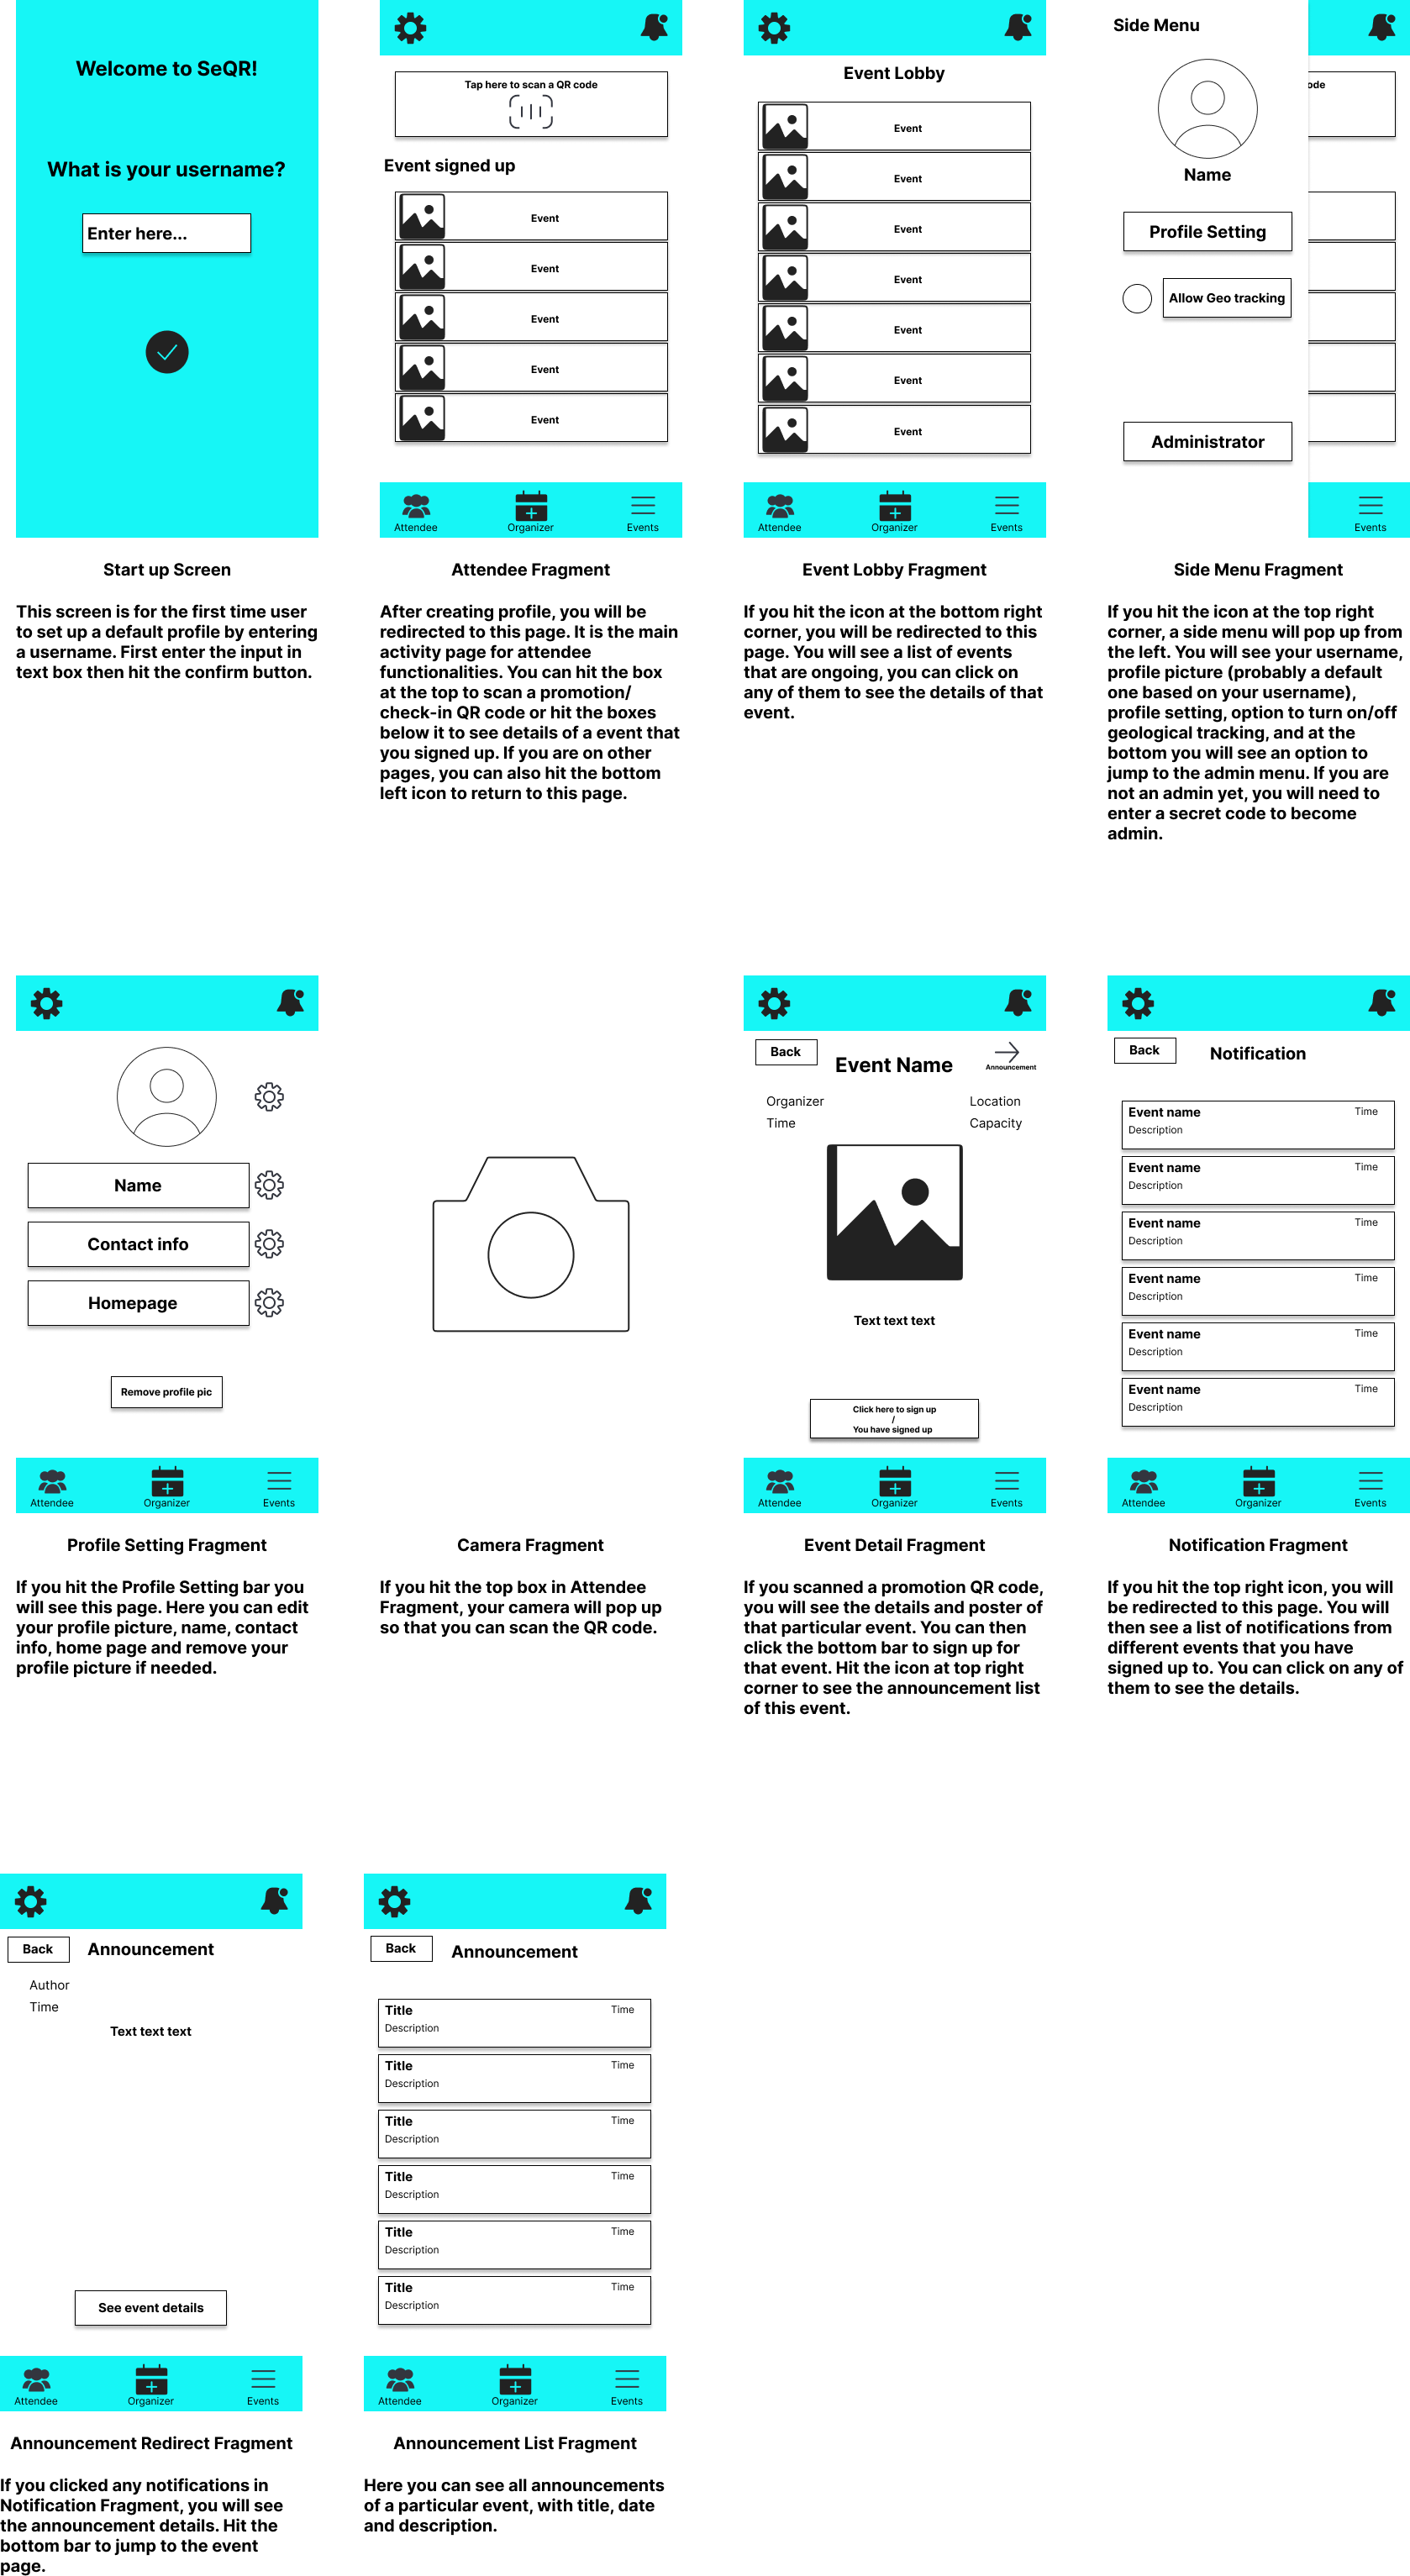 Welcome to SeQR!
What is your username?
Enter here...
Start up Screen
This screen is for the first time user
to set up a default profile by entering
a username. First enter the input in
text box then hit the confirm button.
Tap here to scan a QR code
Event signed up
Event
Event
Event
Event
Event
Attendee
Organizer
Events
Attendee Fragment
After creating profile, you will be
redirected to this page. It is the main
activity page for attendee
functionalities. You can hit the box
at the top to scan a promotion/
check-in QR code or hit the boxes
below it to see details of a event that
you signed up. If you are on other
pages, you can also hit the bottom
left icon to return to this page.
Event Lobby
Event
Event
Event
Event
Event
Event
Event
Attendee
Organizer
Events
Event Lobby Fragment
If you hit the icon at the bottom right
corner, you will be redirected to this
page. You will see a list of events
that are ongoing, you can click on
any of them to see the details of that
event.
Side Menu
ode
Name
Profile Setting
Allow Geo tracking
Administrator
Events
Side Menu Fragment
If you hit the icon at the top right
corner, a side menu will pop up from
the left. You will see your username,
profile picture (probably a default
one based on your username),
profile setting, option to turn on/off
geological tracking, and at the
bottom you will see an option to
jump to the admin menu. If you are
not an admin yet, you will need to
enter a secret code to become
admin.
Name
Contact info
Homepage
Remove profile pic
Attendee
Organizer
Events
Profile Setting Fragment
If you hit the Profile Setting bar you
will see this page. Here you can edit
your profile picture, name, contact
info, home page and remove your
profile picture if needed.
Camera Fragment
If you hit the top box in Attendee
Fragment, your camera will pop up
so that you can scan the QR code.
Back
Event Name
Announcement
Organizer
Location
Time
Capacity
Text text text
Click here to sign up
/
You have signed up
Attendee
Organizer
Events
Event Detail Fragment
If you scanned a promotion QR code,
you will see the details and poster of
that particular event. You can then
click the bottom bar to sign up for
that event. Hit the icon at top right
corner to see the announcement list
of this event.
Back
Notification
Event name
Time
Description
Event name
Time
Description
Event name
Time
Description
Event name
Time
Description
Event name
Time
Description
Event name
Time
Description
Attendee
Organizer
Events
Notification Fragment
If you hit the top right icon, you will
be redirected to this page. You will
then see a list of notifications from
different events that you have
signed up to. You can click on any of
them to see the details.
Back
Announcement
Author
Time
Text text text
See event details
Attendee
Organizer
Events
Announcement Redirect Fragment
If you clicked any notifications in
Notification Fragment, you will see
the announcement details. Hit the
bottom bar to jump to the event
page.
Back
Announcement
Title
Time
Description
Title
Time
Description
Title
Time
Description
Title
Time
Description
Title
Time
Description
Title
Time
Description
Attendee
Organizer
Events
Announcement List Fragment
Here you can see all announcements
of a particular event, with title, date
and description.